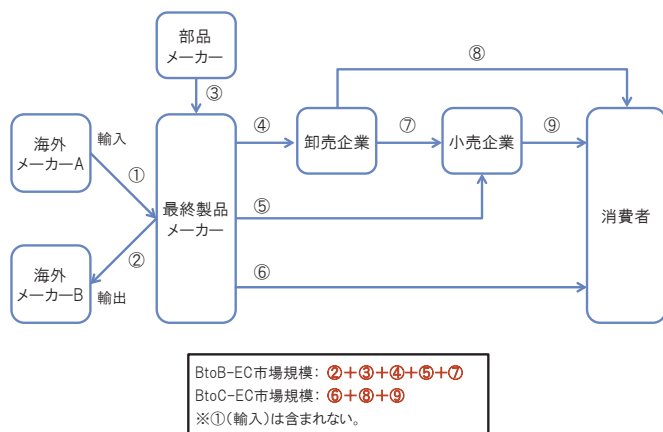 部品
メーカー
⑧
③
海外
メーカーA
輸入
①
最終製品
メーカー
④
卸売企業
⑦
小売企業
⑨
消費者
⑤
②
海外
メーカーB
輸出
⑥
BtoB-EC市場規模: ②+③+④+⑤+⑦
BtoC-EC市場規模: ⑥+⑧+⑨
※①(輸入)は含まれない。